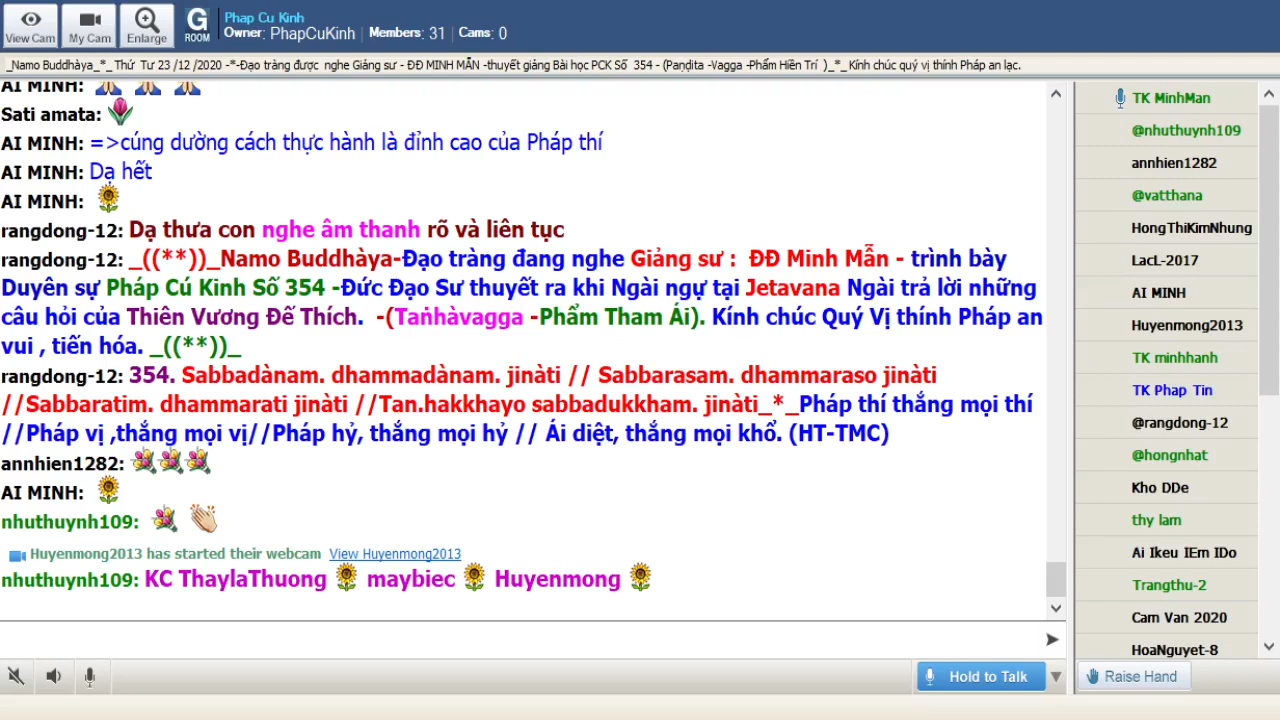 View Cam
My Cam
Enlarge
G
ROOM
Phap Cu Kinh
Owner: PhapCuKinh | Members: 31 | Cams: 0
_Namo Buddhàya_*_ Thứ Tư 23 /12 /2020 -*-Đạo tràng được nghe Giảng sư - ĐĐ MINH MẪN -thuyết giảng Bài học PCK Số 354 - (Paṇḍita -Vagga -Phẩm Hiền Trí )_*_ Kính chúc quý vị thính Pháp an lạc.
AI MINH:
Sati amata:
AI MINH: =>cúng dường cách thực hành là đỉnh cao của Pháp thí
AI MINH: Dạ hết
AI MINH:
rangdong-12: Dạ thưa con nghe âm thanh rõ và liên tục
rangdong-12: _((**))_Namo Buddhàya-Đạo tràng đang nghe Giảng sư : ĐĐ Minh Mẫn - trình bày
Duyên sự Pháp Cú Kinh Số 354 -Đức Đạo Sư thuyết ra khi Ngài ngự tại Jetavana Ngài trả lời những
câu hỏi của Thiên Vương Đế Thích. -(Taṅhàvagga -Phẩm Tham Ái). Kính chúc Quý Vị thính Pháp an
vui , tiến hóa. _((**))_
rangdong-12: 354. Sabbadànam. dhammadànam. jinàti // Sabbarasam. dhammaraso jinàti
//Sabbaratim. dhammarati jinàti //Tan.hakkhayo sabbadukkham. jinàti_*_Pháp thí thắng mọi thí
//Pháp vị ,thắng mọi vị//Pháp hỷ, thắng mọi hỷ // Ái diệt, thắng mọi khổ. (HT-TMC)
annhien1282:
AI MINH:
nhuthuynh109:
Huyenmong2013 has started their webcam View Huyenmong2013
nhuthuynh109: KC ThaylaThuong maybiec Huyenmong
Hold to Talk
TK MinhMan
@nhuthuynh109
annhien1282
@vatthana
HongThiKimNhung
LacL-2017
AI MINH
Huyenmong2013
TK minhhanh
TK Phap Tin
@rangdong-12
@hongnhat
Kho DDe
thy lam
Ai Ikeu IEm IDo
Trangthu-2
Cam Van 2020
HoaNguyet-8
Raise Hand